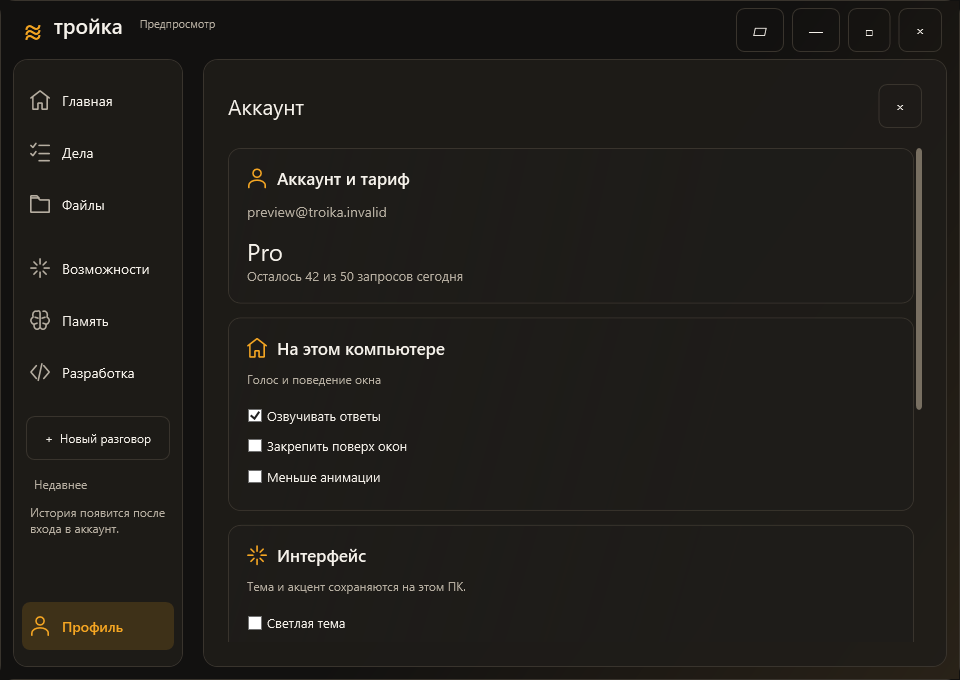 тройка
Предпросмотр
Главная
Дела
Файлы
Возможности
Память
Разработка
+ Новый разговор
Недавнее
История появится после
входа в аккаунт.
Профиль
Аккаунт
Аккаунт и тариф
preview@troika.invalid
Pro
Осталось 42 из 50 запросов сегодня
На этом компьютере
Голос и поведение окна
Озвучивать ответы
Закрепить поверх окон
Меньше анимации
Интерфейс
Тема и акцент сохраняются на этом ПК.
Светлая тема